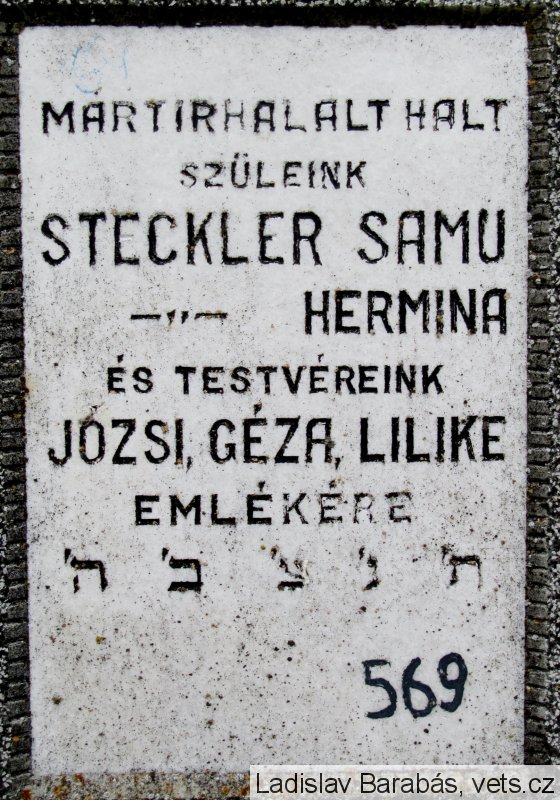 MARTIRHALALT HALT
SZÜLEINK
STECKLER SAMU
—„— HERMINA
ÉS TESTVÉREINK
JÓZSI, GÉZA, LILIKE
EMLÉKÉRE
ת' נ' צ' ב' ה'
569
Ladislav Barabás, vets.cz